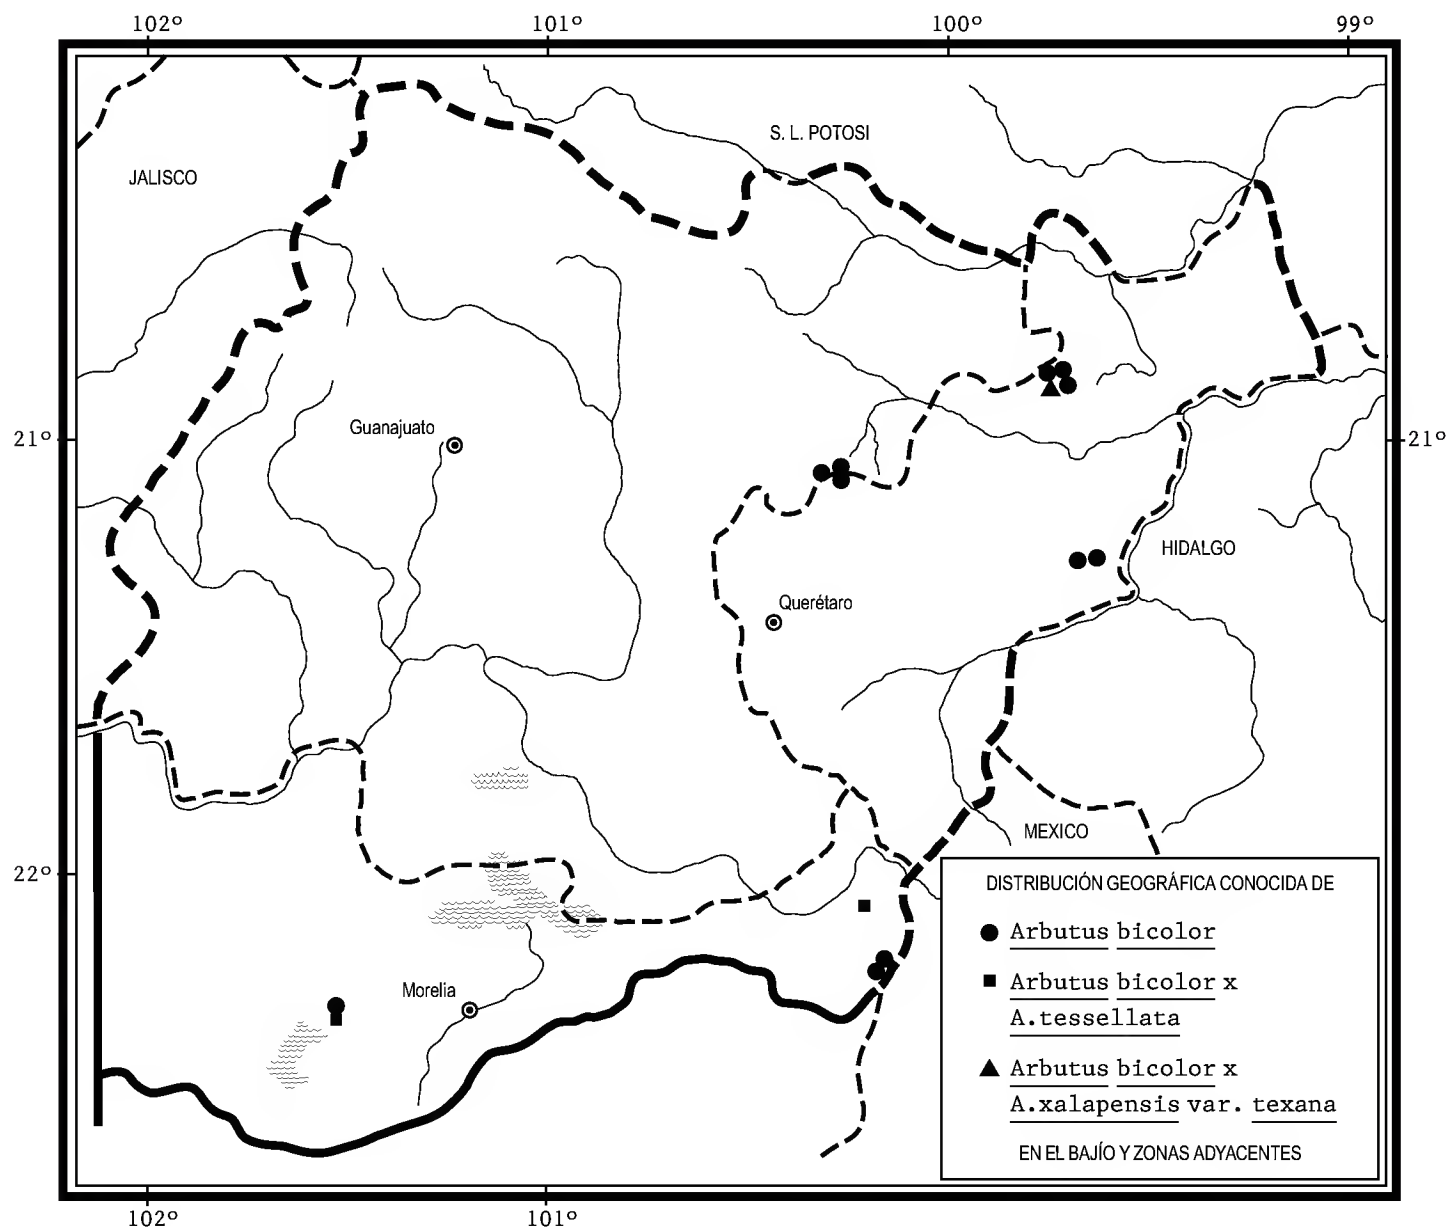 102º 101º 100º 99º
S. L. POTOSI
JALISCO
Guanajuato
21º 21º
HIDALGO
Querétaro
MEXICO
22º
DISTRIBUCIÓN GEOGRÁFICA CONOCIDA DE
Arbutus bicolor
Arbutus bicolor x
A.tessellata
Arbutus bicolor x
A.xalapensis var. texana
EN EL BAJÍO Y ZONAS ADYACENTES
Morelia
102º 101º